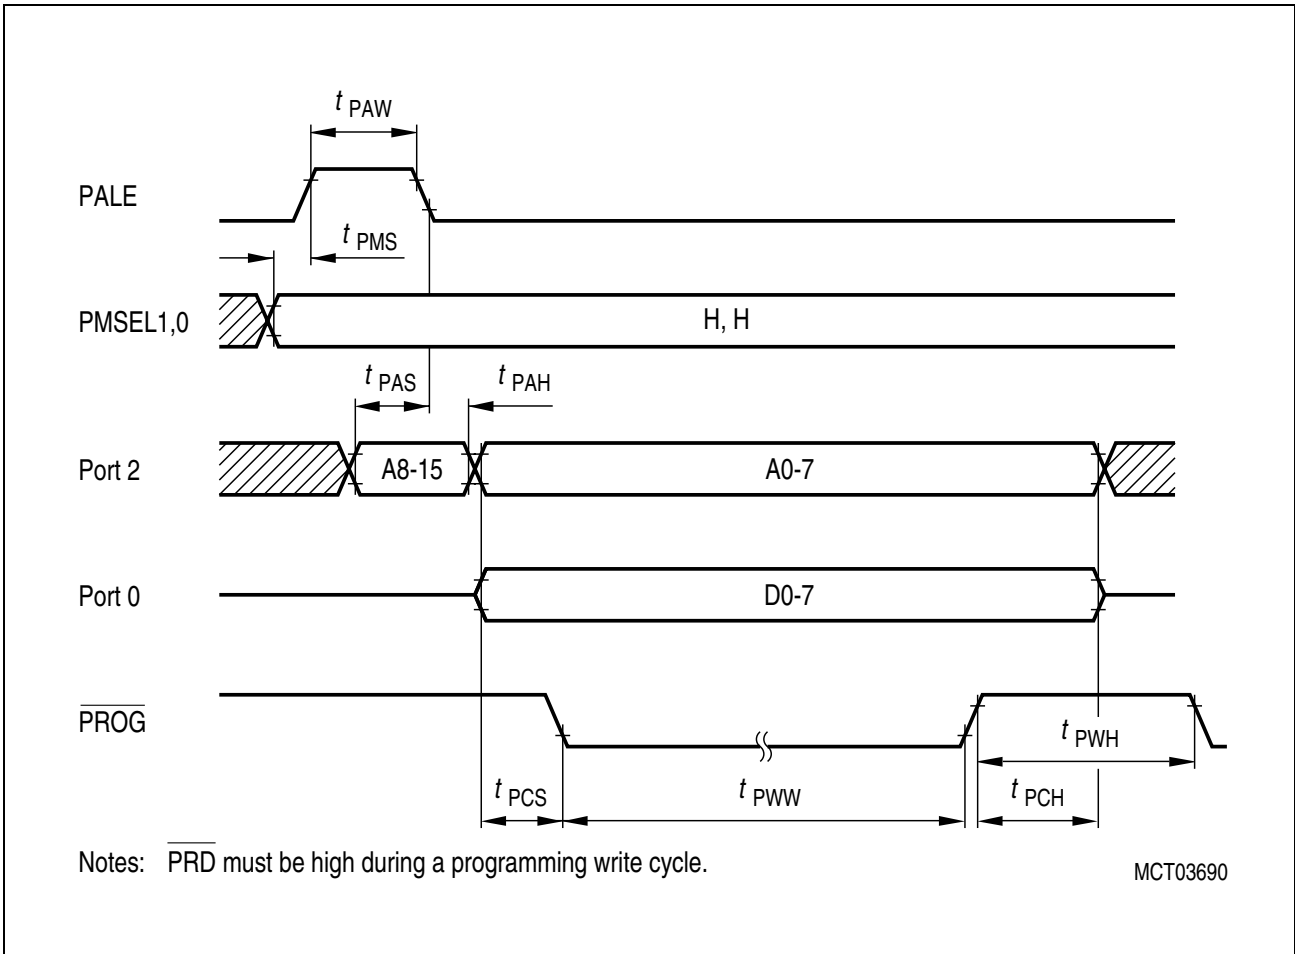 t PAW
PALE
t PMS
PMSEL1,0
H, H
t PAS
t PAH
Port 2
A8-15
A0-7
Port 0
D0-7
PROG
t PWH
t PCS
t PWW
t PCH
Notes: PRD must be high during a programming write cycle.
MCT03690